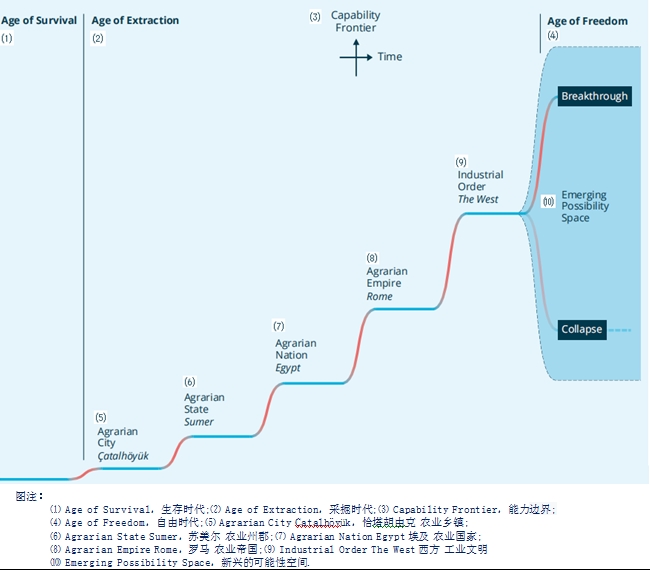 Age of Survival
(1)
Age of Extraction
(2)
(3) Capability
Frontier
Time
Age of Freedom
(4)
Breakthrough
(9)
Industrial
Order
The West
(10) Emerging
Possibility
Space
(8)
Agrarian
Empire
Rome
(7)
Agrarian
Nation
Egypt
Collapse
(6)
Agrarian
State
Sumer
(5)
Agrarian
City
Çatalhöyük
图注：
(1) Age of Survival，生存时代;(2) Age of Extraction，采掘时代;(3) Capability Frontier，能力边界;
(4) Age of Freedom，自由时代;(5) Agrarian City Çatalhöyük，恰塔胡由克 农业乡镇;
(6) Agrarian State Sumer，苏美尔 农业州郡;(7) Agrarian Nation Egypt 埃及 农业国家;
(8) Agrarian Empire Rome，罗马 农业帝国;(9) Industrial Order The West 西方 工业文明
(10) Emerging Possibility Space，新兴的可能性空间.